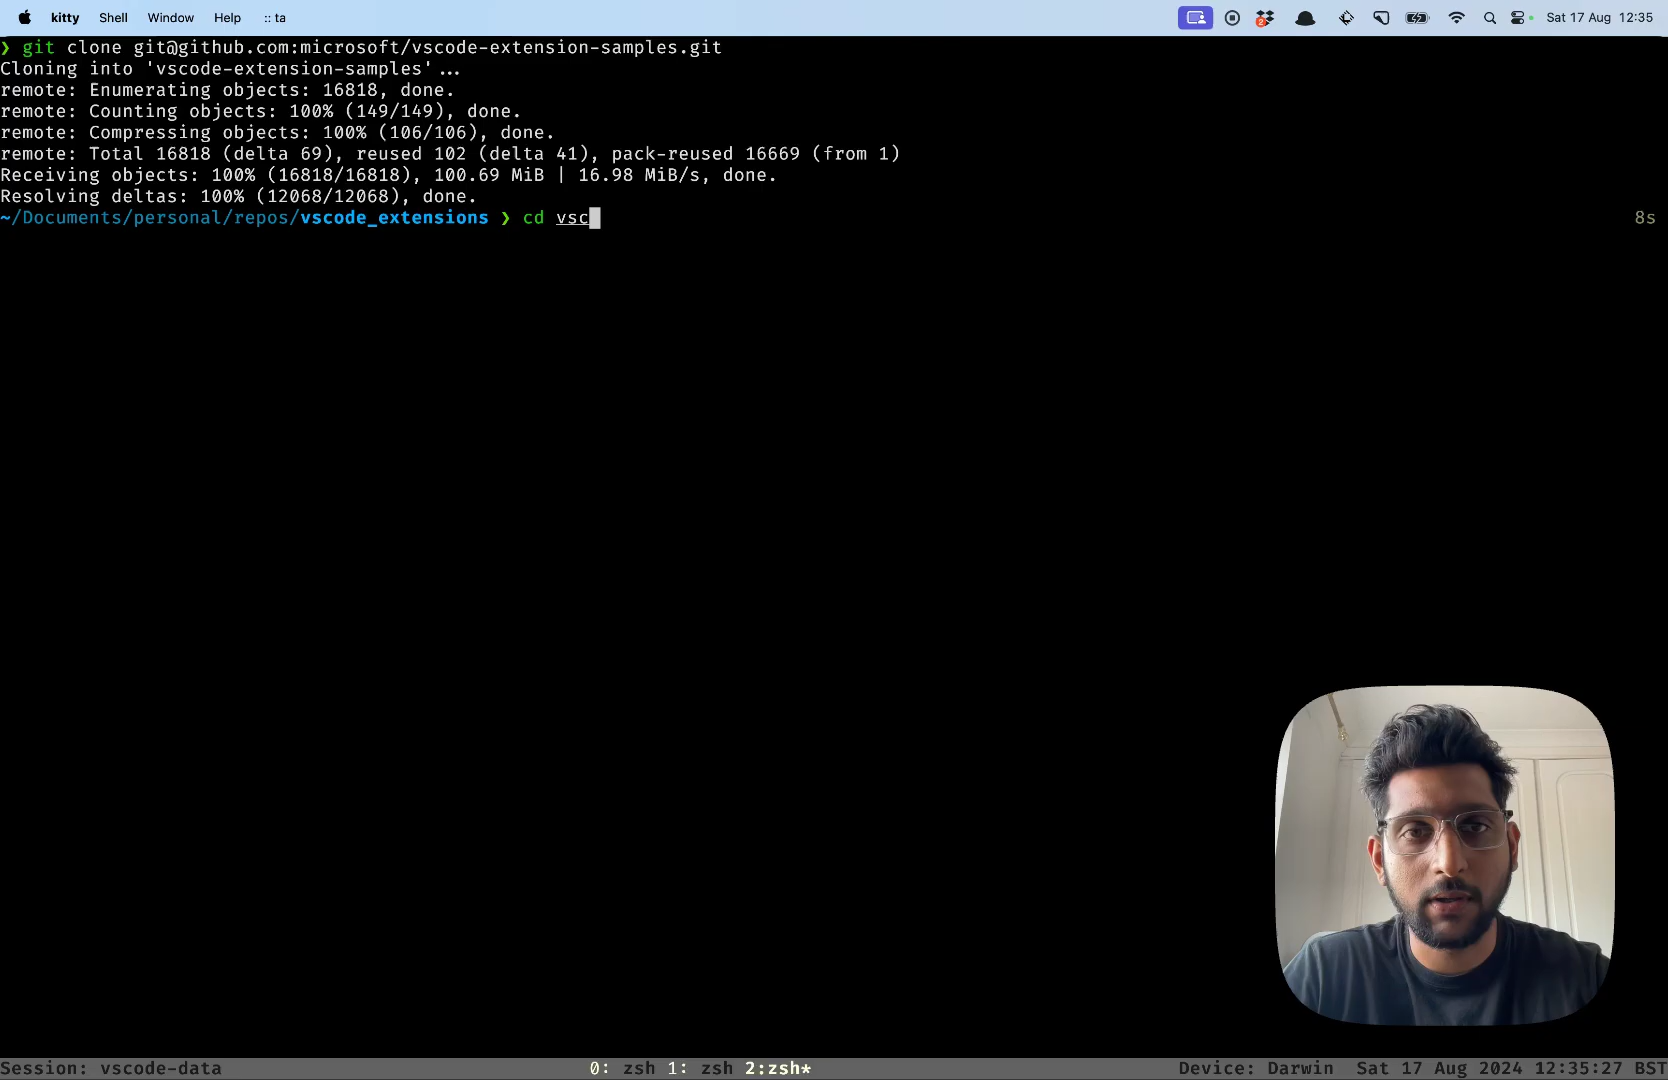 kitty Shell Window Help :: ta 2 Sat 17 Aug 12:35
❯ git clone git@github.com:microsoft/vscode-extension-samples.git
Cloning into 'vscode-extension-samples'...
remote: Enumerating objects: 16818, done.
remote: Counting objects: 100% (149/149), done.
remote: Compressing objects: 100% (106/106), done.
remote: Total 16818 (delta 69), reused 102 (delta 41), pack-reused 16669 (from 1)
Receiving objects: 100% (16818/16818), 100.69 MiB | 16.98 MiB/s, done.
Resolving deltas: 100% (12068/12068), done.
~/Documents/personal/repos/vscode_extensions ❯ cd vsc 8s
Session: vscode-data 0: zsh 1: zsh 2:zsh* Device: Darwin Sat 17 Aug 2024 12:35:27 BST